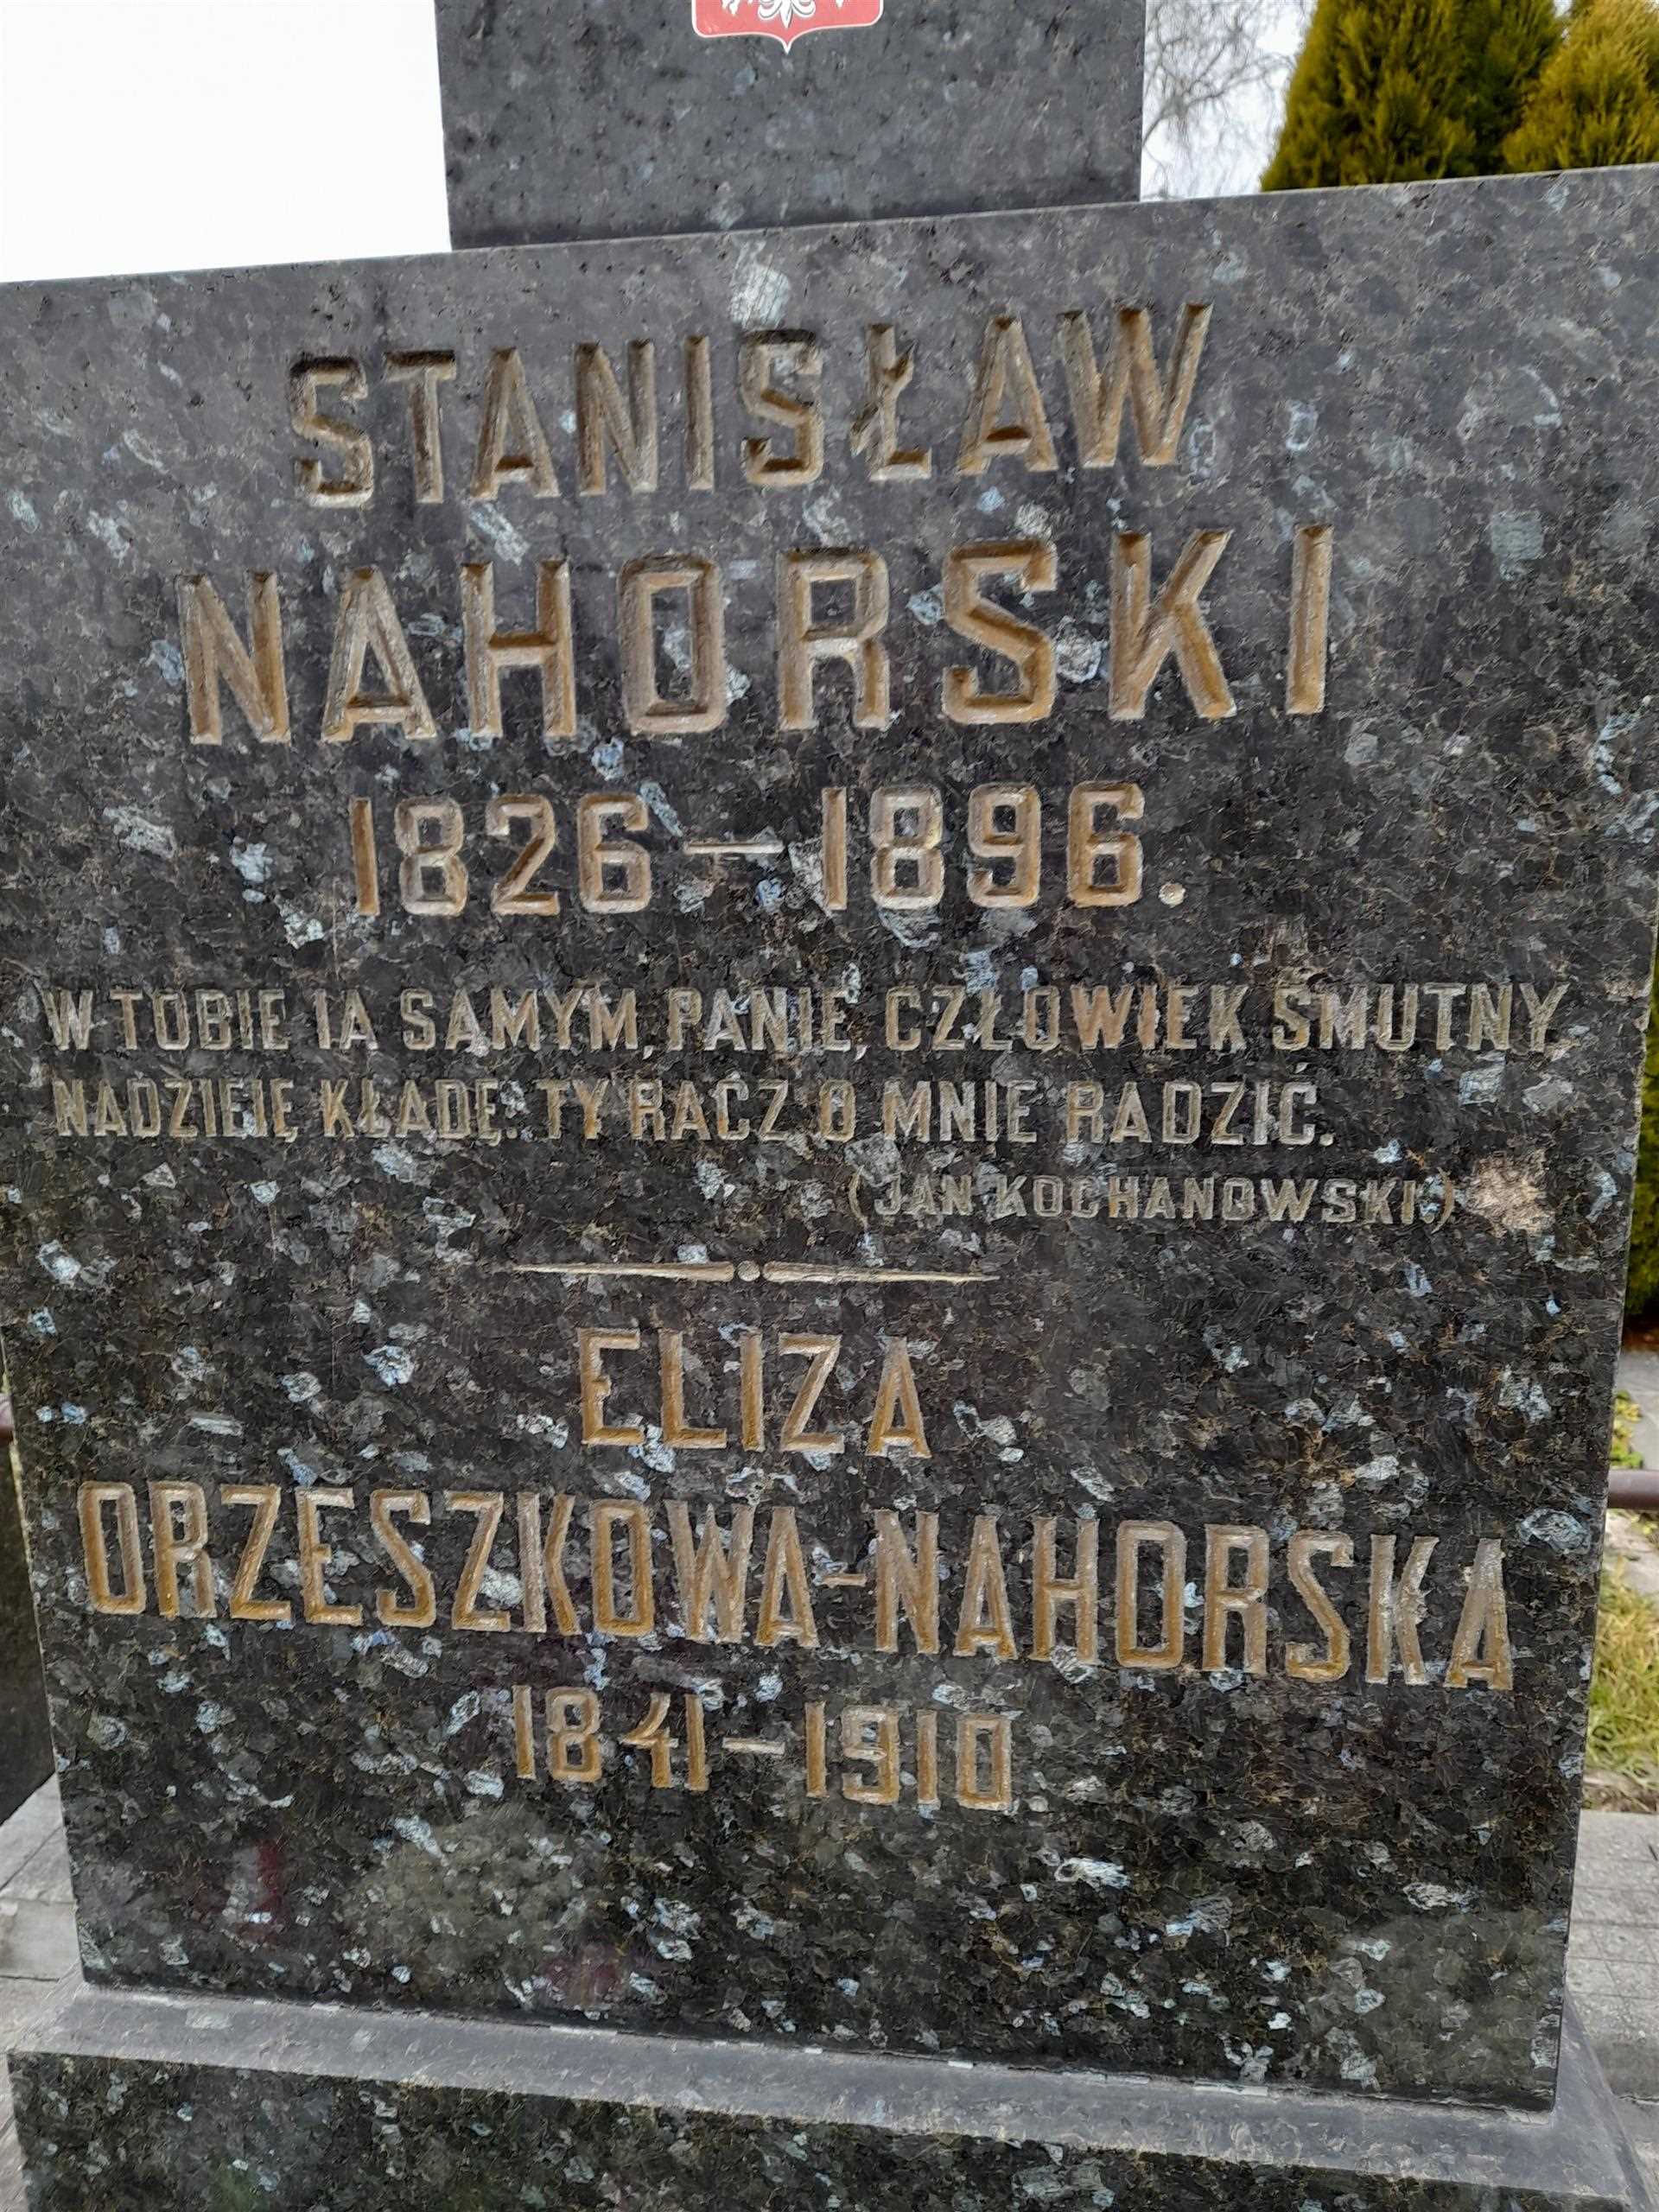 STANISŁAW
NAHORSKI
1826–1896.
W TOBIE IA SAMYM, PANIE, CZŁOWIEK SMUTNY,
NADZIEIĘ KŁADĘ: TY RACZ O MNIE RADZIC.
(JAN KOCHANOWSKI.)
ELIZA
ORZESZKOWA-NAHORSKA
1841–1910